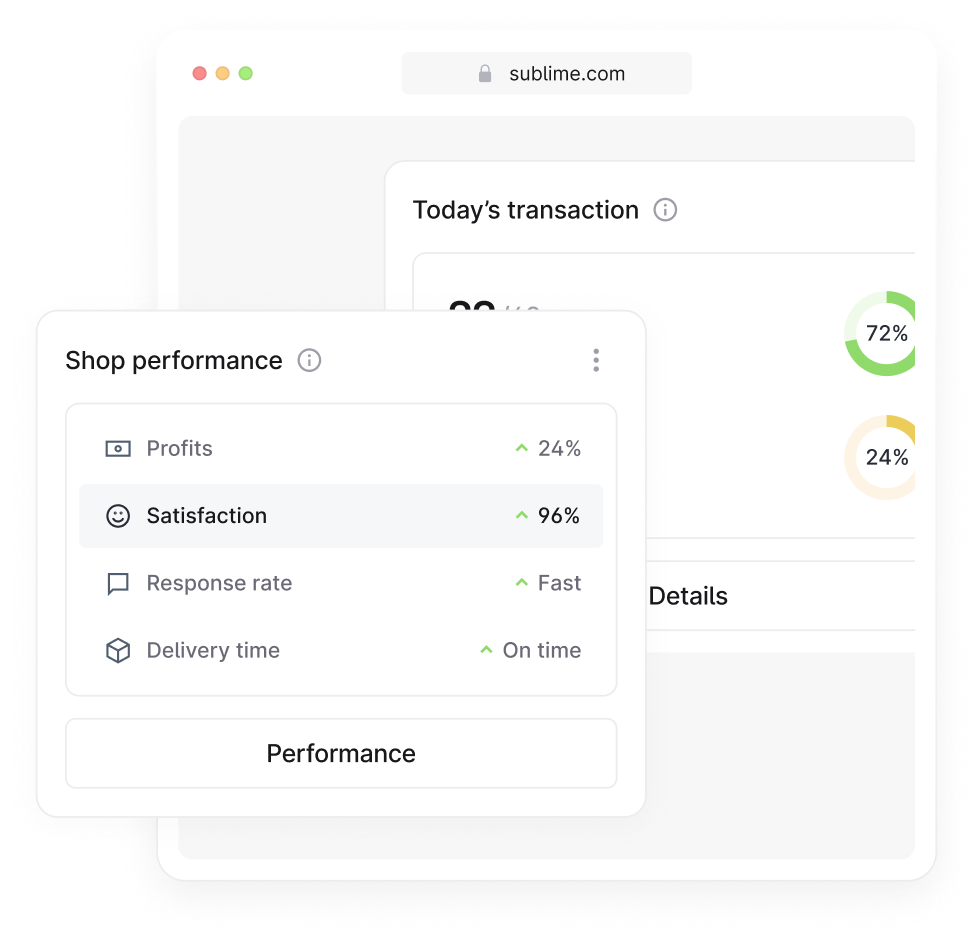 sublime.com
Today’s transaction
72%
Shop performance
Profits 24%
24%
Satisfaction 96%
Response rate Fast
Details
Delivery time On time
Performance